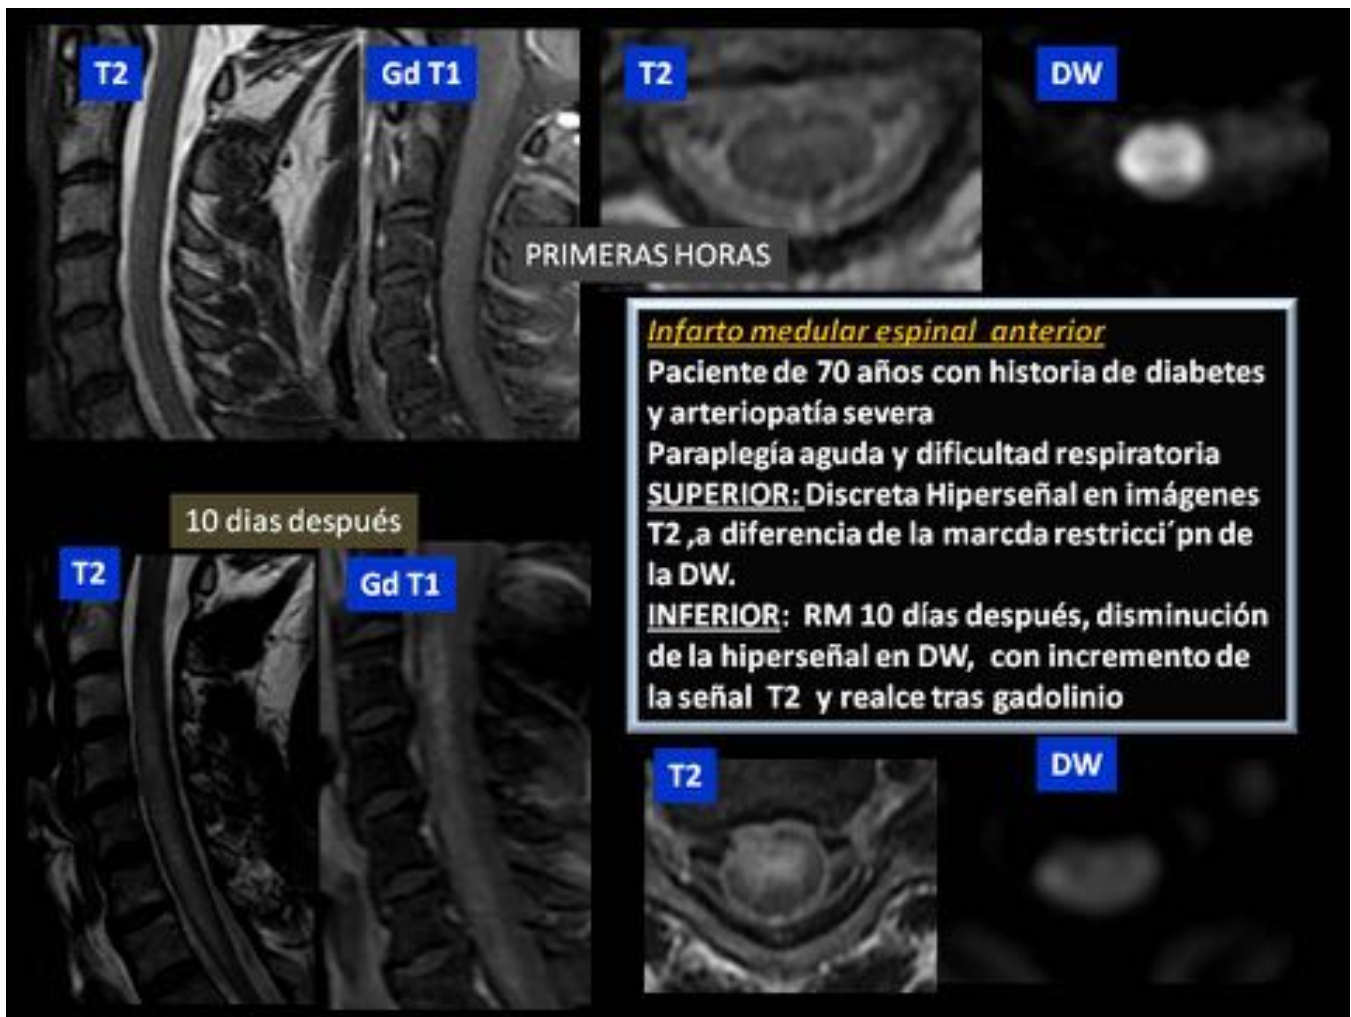 T2
Gd T1
T2
DW
PRIMERAS HORAS
Infarto medular espinal anterior
Paciente de 70 años con historia de diabetes
y arteriopatía severa
Paraplegía aguda y dificultad respiratoria
SUPERIOR: Discreta Hiperseñal en imágenes
T2 ,a diferencia de la marcda restricci´pn de
la DW.
INFERIOR: RM 10 días después, disminución
de la hiperseñal en DW, con incremento de
la señal T2 y realce tras gadolinio
10 dias después
T2
Gd T1
T2
DW